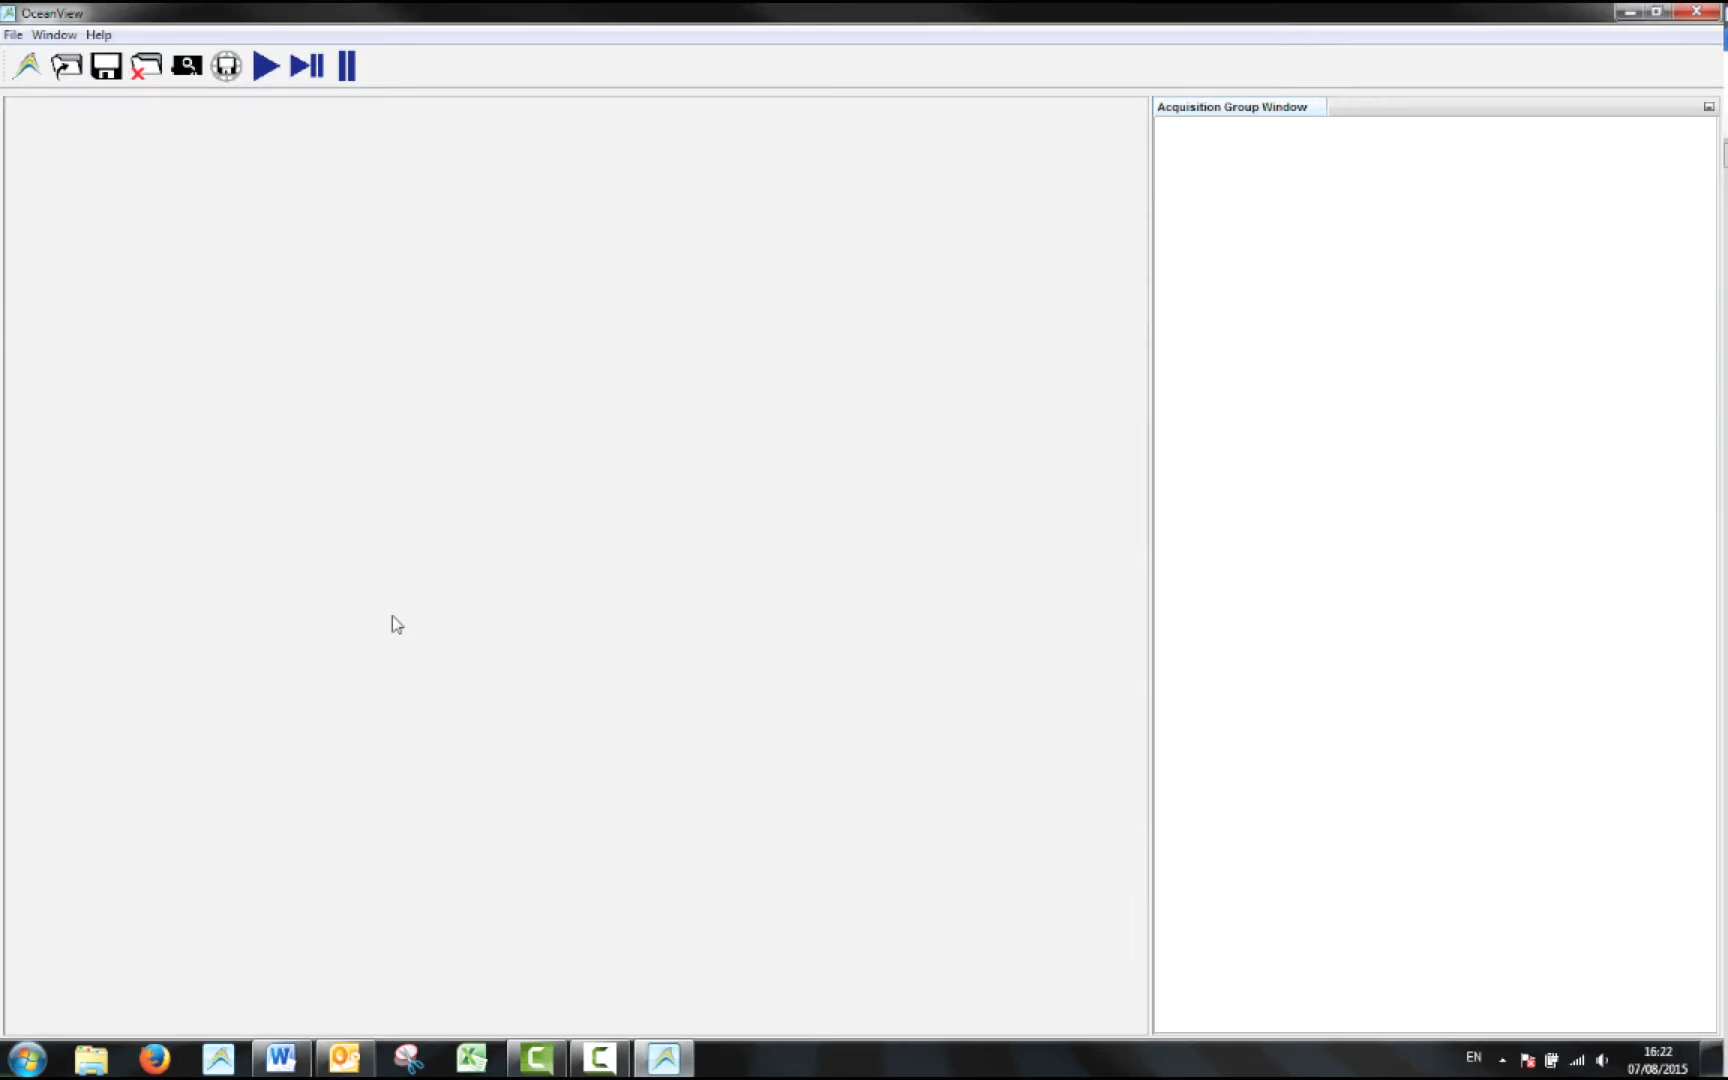 OceanView
File Window Help
Acquisition Group Window
EN
16:22
07/08/2015